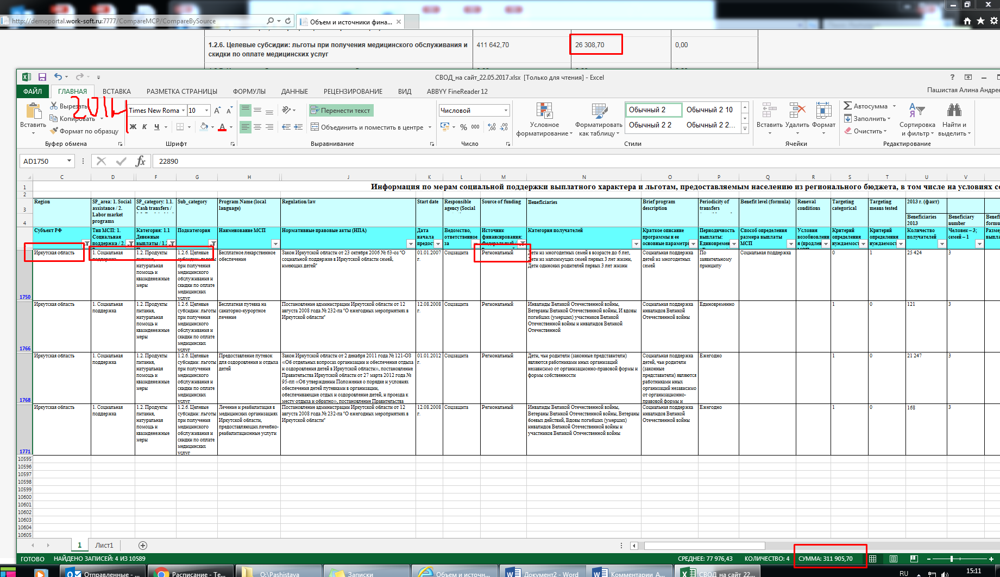 http://demoportal.work-soft.ru:7777/CompareMCP/CompareBySource
Объем и источники фина...
1.2.6. Целевые субсидии: льготы при получения медицинского обслуживания и
скидки по оплате медицинских услуг
411 642,70
26 308,70
0,00
СВОД_на сайт_22.05.2017.xlsx [Только для чтения] - Excel
ФАЙЛ ГЛАВНАЯ ВСТАВКА РАЗМЕТКА СТРАНИЦЫ ФОРМУЛЫ ДАННЫЕ РЕЦЕНЗИРОВАНИЕ ВИД ABBYY FineReader 12
Пашистая Алина Андрее
2014
Вставить
Вырезать
Копировать
Формат по образцу
Буфер обмена
Times New Roma 10
Ж К Ч
Шрифт
Перенести текст
Объединить и поместить в центре
Выравнивание
Числовой
% 000
Число
Условное
форматирование
Форматировать
как таблицу
Обычный 2 Обычный 2 10
Обычный 2 2 Обычный 2 2...
Стили
Вставить Удалить Формат
Ячейки
Автосумма
Заполнить
Очистить
Сортировка
и фильтр
Найти и
выделить
Редактирование
AD1750
22890
C D F G H J K L M N O P Q R S T U V
1
Информация по мерам социальной поддержки выплатного характера и льготам, предоставляемым населению из регионального бюджета, в том числе на условиях со
2
3
Region
SP_area: 1. Social
assistance / 2.
Labor market
programs
SP_category: 1.1.
Cash transfers /
Sub_category
Program Name (local
language)
Regulation/law
Start date
Responsible
agency (Social
Source of funding
Beneficiaries
Brief program
description
Periodicity of
transfers
Benefit level (formula)
Renewal
conditions
Targeting
categorical
Targeting
means tested
2013 г. (факт)
4
Beneficiaries
2013
Beneficiary
number
Benefi
formu
Субъект РФ
Тип МСП: 1.
Социальная
поддержка / 2.
Категория: 1.1
Денежные
выплаты / 1.2
Подкатегория
Наименование МСП
Нормативные правовые акты (НПА)
Дата
начала
предост
Ведомство,
ответственное
за
Источник
финансирования:
Федеральный
Категория получателей
Краткое описание
программы и ее
основные параметры
Периодичность
выплаты:
Единовремен
Способ определения
размера выплаты
МСП
Условия
возобновлени
я (продлен
Критерий
определения
нуждаемост
Критерий
определения
нуждаемост
Количество
получателей
Человек – 3;
семей – 1
Разме
выпла
1750
Иркутская область
1. Социальная
поддержка
1.2. Продукты
питания,
натуральная
помощь и
квазиденежные
меры
1.2.6. Целевые
субсидии: льготы
при получения
медицинского
обслуживания и
скидки по оплате
медицинских
услуг
Бесплатное лекарственное
обеспечение
Закон Иркутской области от 23 октября 2006 № 63-оз "О
социальной поддержке в Иркутской области семей,
имеющих детей"
01.01.2007
г.
Соцзащита
Региональный
Дети из многодетных семей в возрасте до 6 лет,
Дети из малоимущих семей первых 3 лет жизни,
Дети одиноких родителей первых 3 лет жизни
Социальная поддержка
детей из многодетных
семей
По
заявительному
принципу
Социальная поддержка
0
1
25 424
3
1766
Иркутская область
1. Социальная
поддержка
1.2. Продукты
питания,
натуральная
помощь и
квазиденежные
меры
1.2.6. Целевые
субсидии: льготы
при получения
медицинского
обслуживания и
скидки по оплате
медицинских
услуг
Бесплатная путевка на
санаторно-курортное
лечение
Постановление администрации Иркутской области от 12
августа 2008 года № 232-па "О ежегодных мероприятиях в
Иркутской области"
12.08.2008
г.
Соцзащита
Региональный
Инвалиды Великой Отечественной войны,
Ветераны Великой Отечественной войны, И вдовы
погибших (умерших) участников Великой
Отечественной войны и инвалидов Великой
Отечественной
Социальная поддержка
инвалидов Великой
Отечественной войны
Единовременно
1
0
121
3
1768
Иркутская область
1. Социальная
поддержка
1.2. Продукты
питания,
натуральная
помощь и
квазиденежные
меры
1.2.6. Целевые
субсидии: льготы
при получения
медицинского
обслуживания и
скидки по оплате
медицинских
услуг
Предоставление путевок
для оздоровления и отдыха
детей
Закон Иркутской области от 2 декабря 2011 года № 121-ОЗ
«Об отдельных вопросах организации и обеспечения отдыха
и оздоровления детей в Иркутской области», постановление
Правительства Иркутской области от 27 марта 2012 года №
95-пп «Об утверждении Положения о порядке и условиях
обеспечения детей путевками в организации,
обеспечивающие отдых и оздоровление детей, и проезда к
месту отдыха и обратно», постановление Правительства
01.01.2012
г.
Соцзащита
Региональный
Дети, чьи родители (законные представители)
являются работниками иных организаций
независимо от организационно-правовой формы и
формы собственности
Социальная поддержка
детей, чьи родители
(законные
представители) являются
работниками иных
организаций независимо
от организационно-
правовой формы и
Ежегодно
1
0
21 247
3
1771
Иркутская область
1. Социальная
поддержка
1.2. Продукты
питания,
натуральная
помощь и
квазиденежные
меры
1.2.6. Целевые
субсидии: льготы
при получения
медицинского
обслуживания и
скидки по оплате
медицинских
услуг
Лечение и реабилитация в
медицинских организациях
Иркутской области,
предоставляющих лечебно-
реабилитационные услуги
Постановление администрации Иркутской области от 12
августа 2008 года № 232-па "О ежегодных мероприятиях в
Иркутской области"
12.08.2008
г.
Соцзащита
Региональный
Инвалиды Великой Отечественной войны,
Ветераны Великой Отечественной войны, Ветераны
боевых действий, Вдовы погибших (умерших)
инвалидов Великой Отечественной войны и
участников Великой Отечественной войны
Социальная поддержка
инвалидов Великой
Отечественной войны
Ежегодно
1
0
168
3
10595
10596
10597
10598
10599
10600
10601
10602
10603
10604
10605
1 Лист1
ГОТОВО НАЙДЕНО ЗАПИСЕЙ: 4 ИЗ 10589
СРЕДНЕЕ: 77 976,43 КОЛИЧЕСТВО: 4 СУММА: 311 905,70
Отправленные - ...
Расписание - Те...
O:\Pashistaya
Записки
Объем и источн...
Документ2 - Word
Комментарии_А...
СВОД_на сайт_22...
RU
15:11